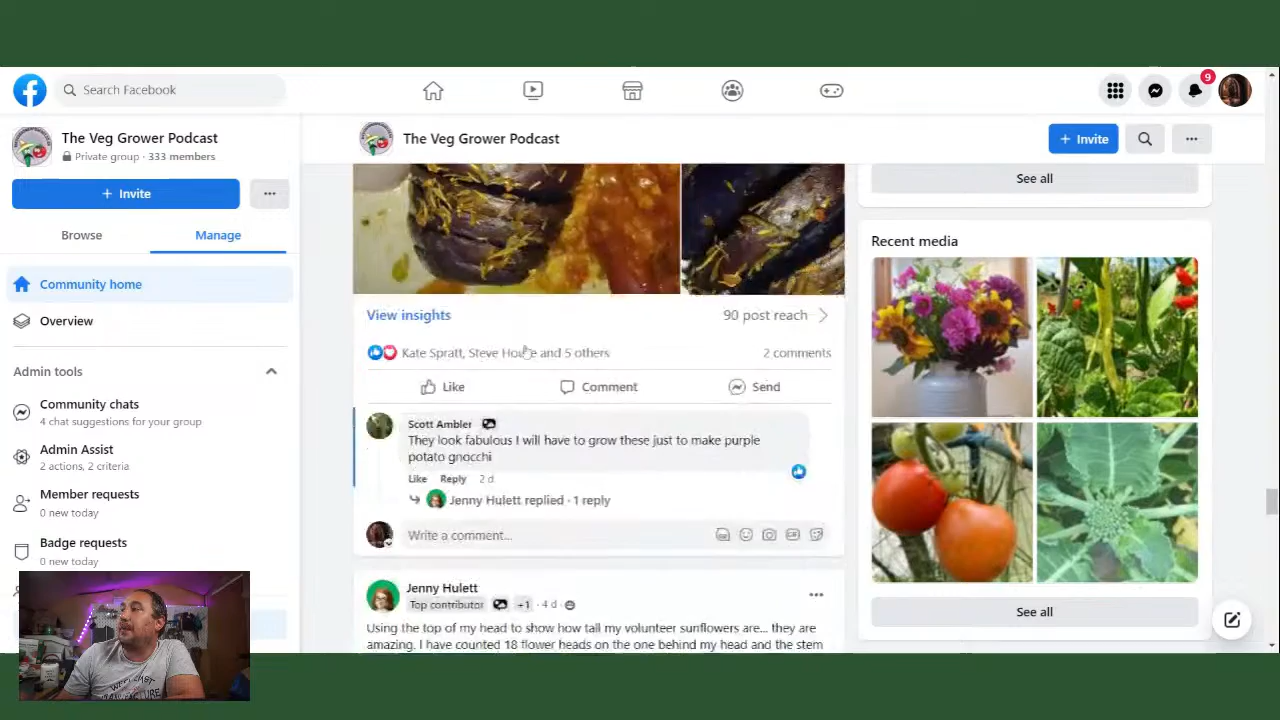 Search Facebook
9
The Veg Grower Podcast
Private group · 333 members
+ Invite
Browse
Manage
Community home
Overview
Admin tools
Community chats
4 chat suggestions for your group
Admin Assist
2 actions, 2 criteria
Member requests
0 new today
Badge requests
0 new today
The Veg Grower Podcast
+ Invite
View insights
90 post reach
Kate Spratt, Steve House and 5 others
2 comments
Like
Comment
Send
Scott Ambler
They look fabulous I will have to grow these just to make purple
potato gnocchi
Like Reply 2 d
Jenny Hulett replied · 1 reply
Write a comment...
Jenny Hulett
Top contributor +1 · 4 d ·
Using the top of my head to show how tall my volunteer sunflowers are... they are
amazing. I have counted 18 flower heads on the one behind my head and the stem
See all
Recent media
See all